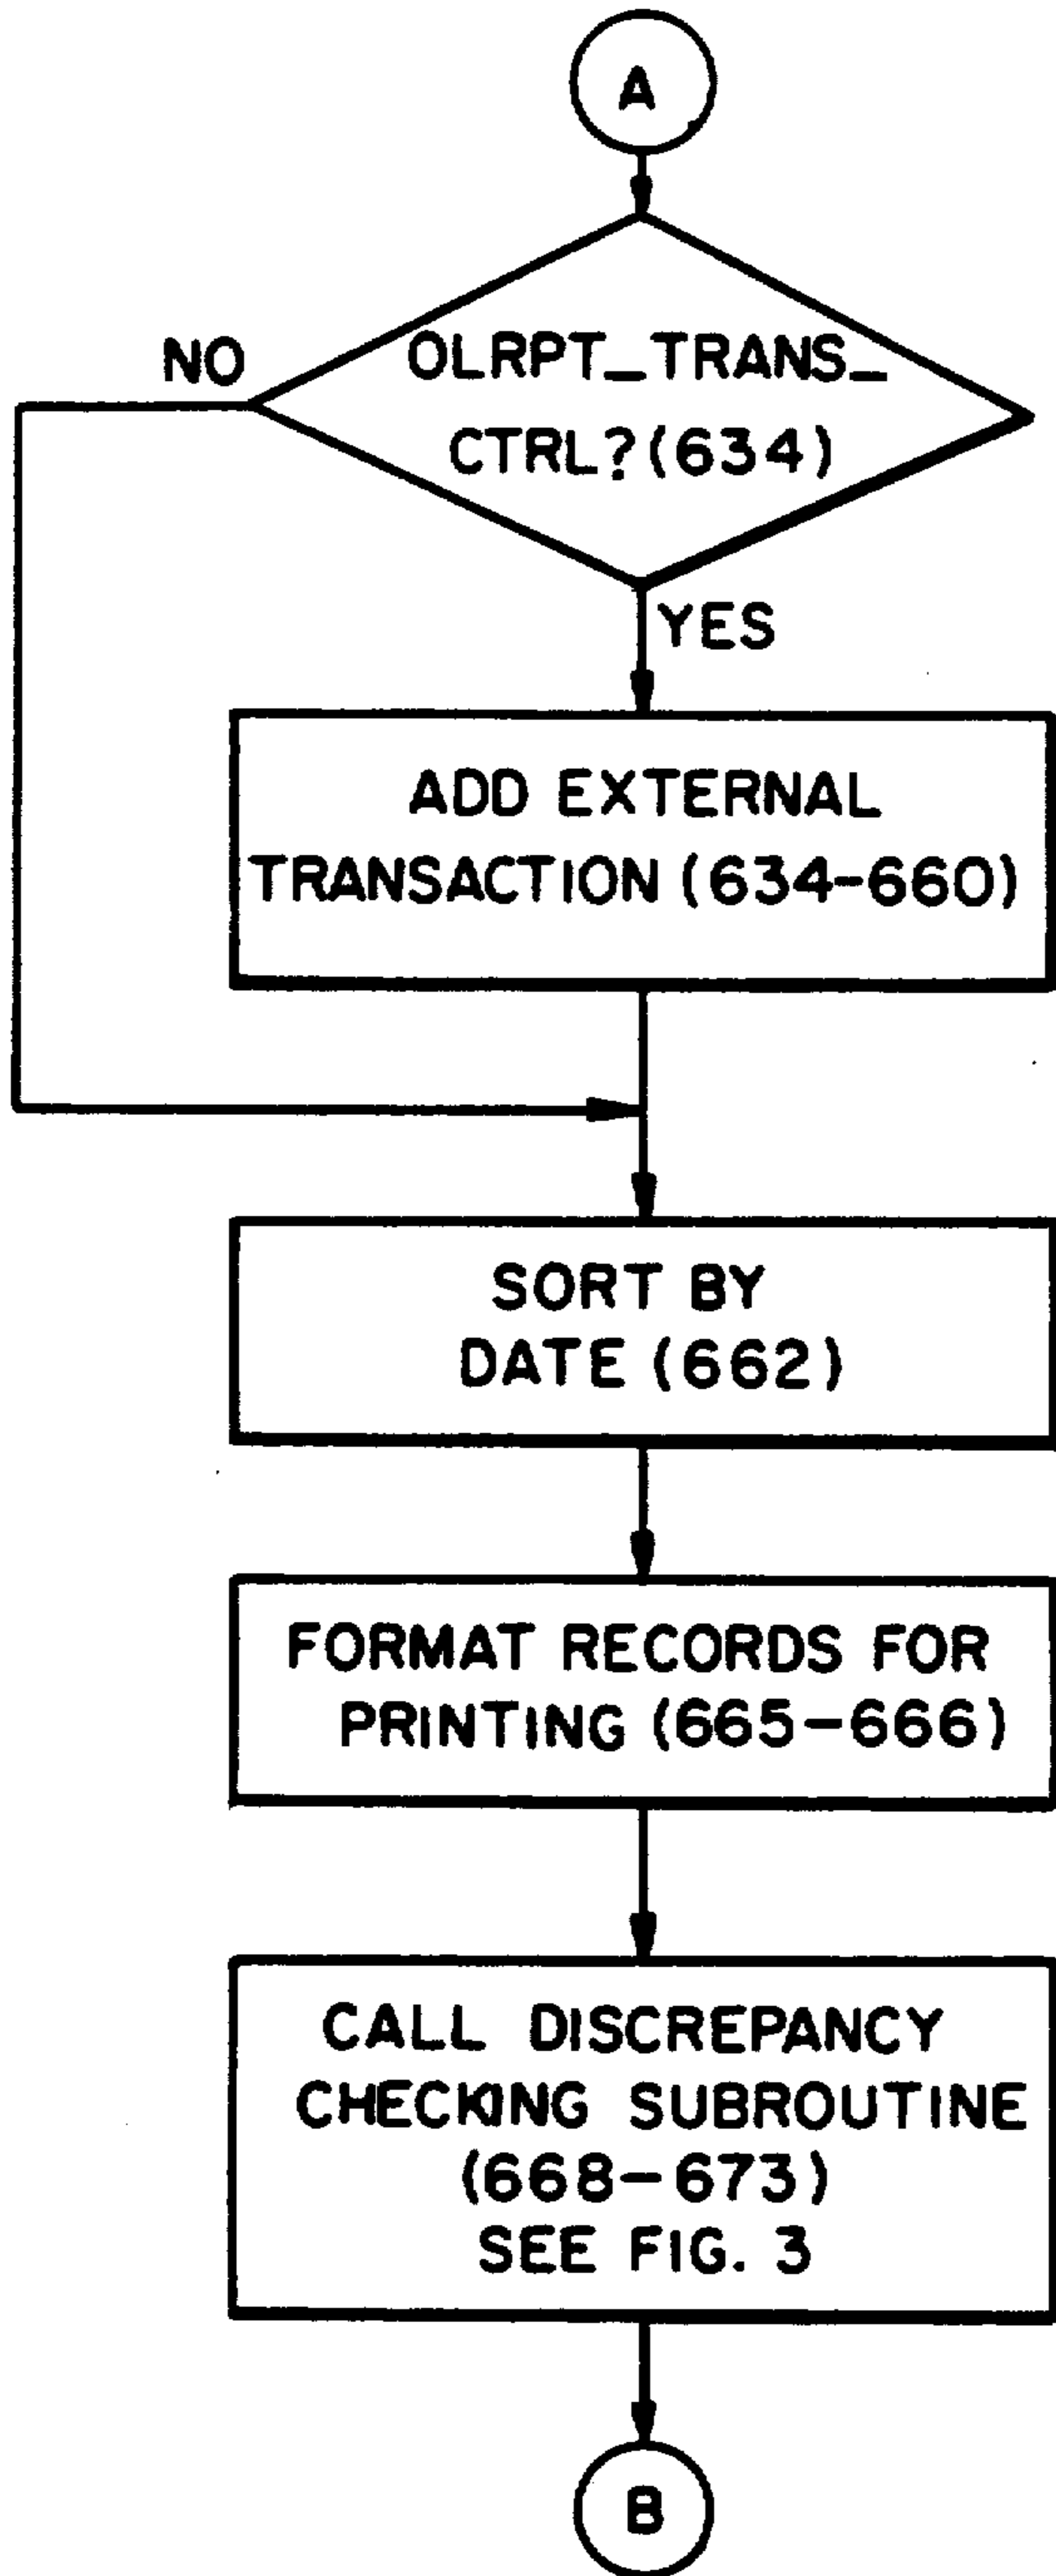 A
OLRPT_TRANS_
CTRL?(634)
NO
YES
ADD EXTERNAL
TRANSACTION (634-660)
SORT BY
DATE (662)
FORMAT RECORDS FOR
PRINTING (665-666)
CALL DISCREPANCY
CHECKING SUBROUTINE
(668-673)
SEE FIG. 3
B